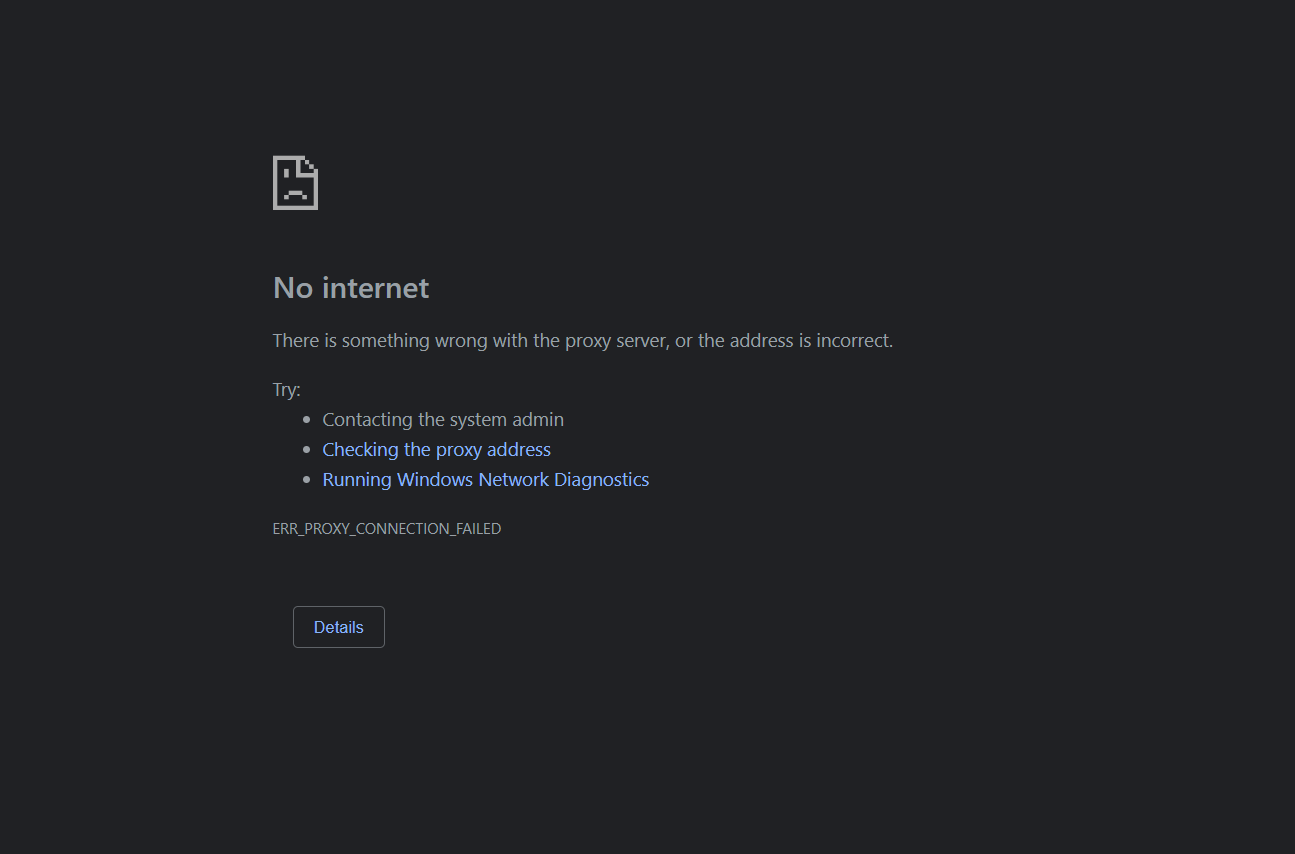 No internet
There is something wrong with the proxy server, or the address is incorrect.
Try:
Contacting the system admin
Checking the proxy address
Running Windows Network Diagnostics
ERR_PROXY_CONNECTION_FAILED
Details